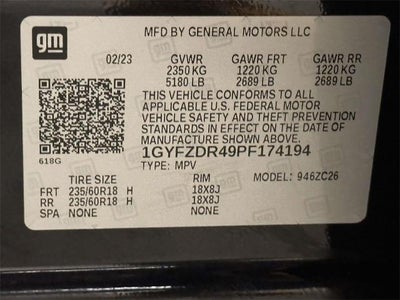 gm
MFD BY GENERAL MOTORS LLC
02/23 GVWR GAWR FRT GAWR RR
2350 KG 1220 KG 1220 KG
5180 LB 2689 LB 2689 LB
THIS VEHICLE CONFORMS TO ALL APPLICABLE
U.S. FEDERAL MOTOR
VEHICLE SAFETY AND THEFT PREVENTION
STANDARDS IN EFFECT ON THE DATE OF
MANUFACTURE SHOWN ABOVE.
618G
1GYFZDR49PF174194
TYPE: MPV MODEL: 946ZC26
TIRE SIZE RIM
FRT 235/60R18 H 18X8J
RR 235/60R18 H 18X8J
SPA NONE NONE